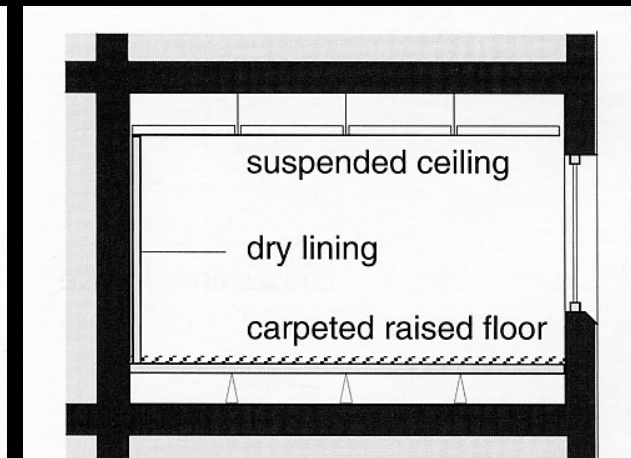 suspended ceiling
dry lining
carpeted raised floor